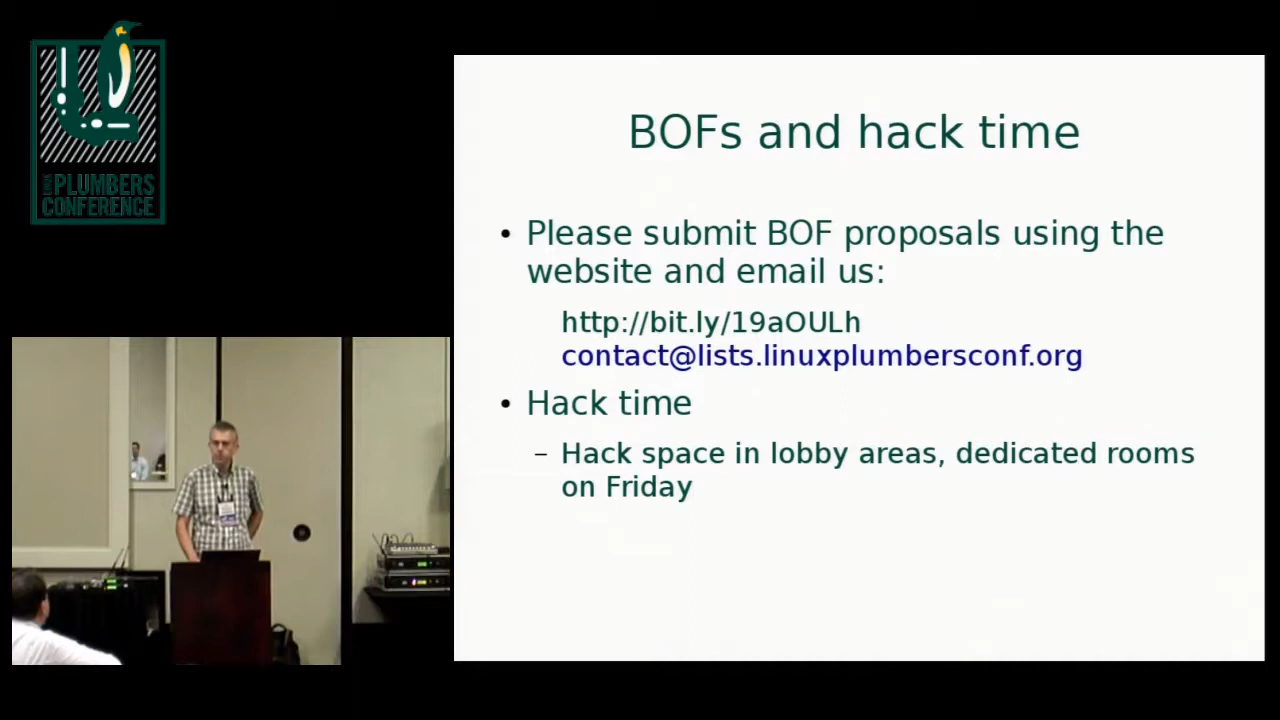 LINUX
PLUMBERS
CONFERENCE
BOFs and hack time
• Please submit BOF proposals using the
website and email us:
http://bit.ly/19aOULh
contact@lists.linuxplumbersconf.org
• Hack time
– Hack space in lobby areas, dedicated rooms
on Friday